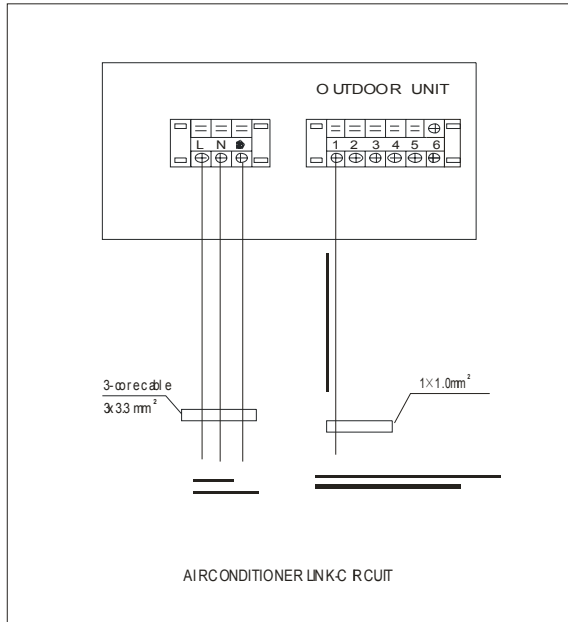 OUTDOOR UNIT
L N
1 2 3 4 5 6
3-corecable
3x3.3 mm²
1×1.0mm²
AIRCONDITIONER LINK-CIRCUIT